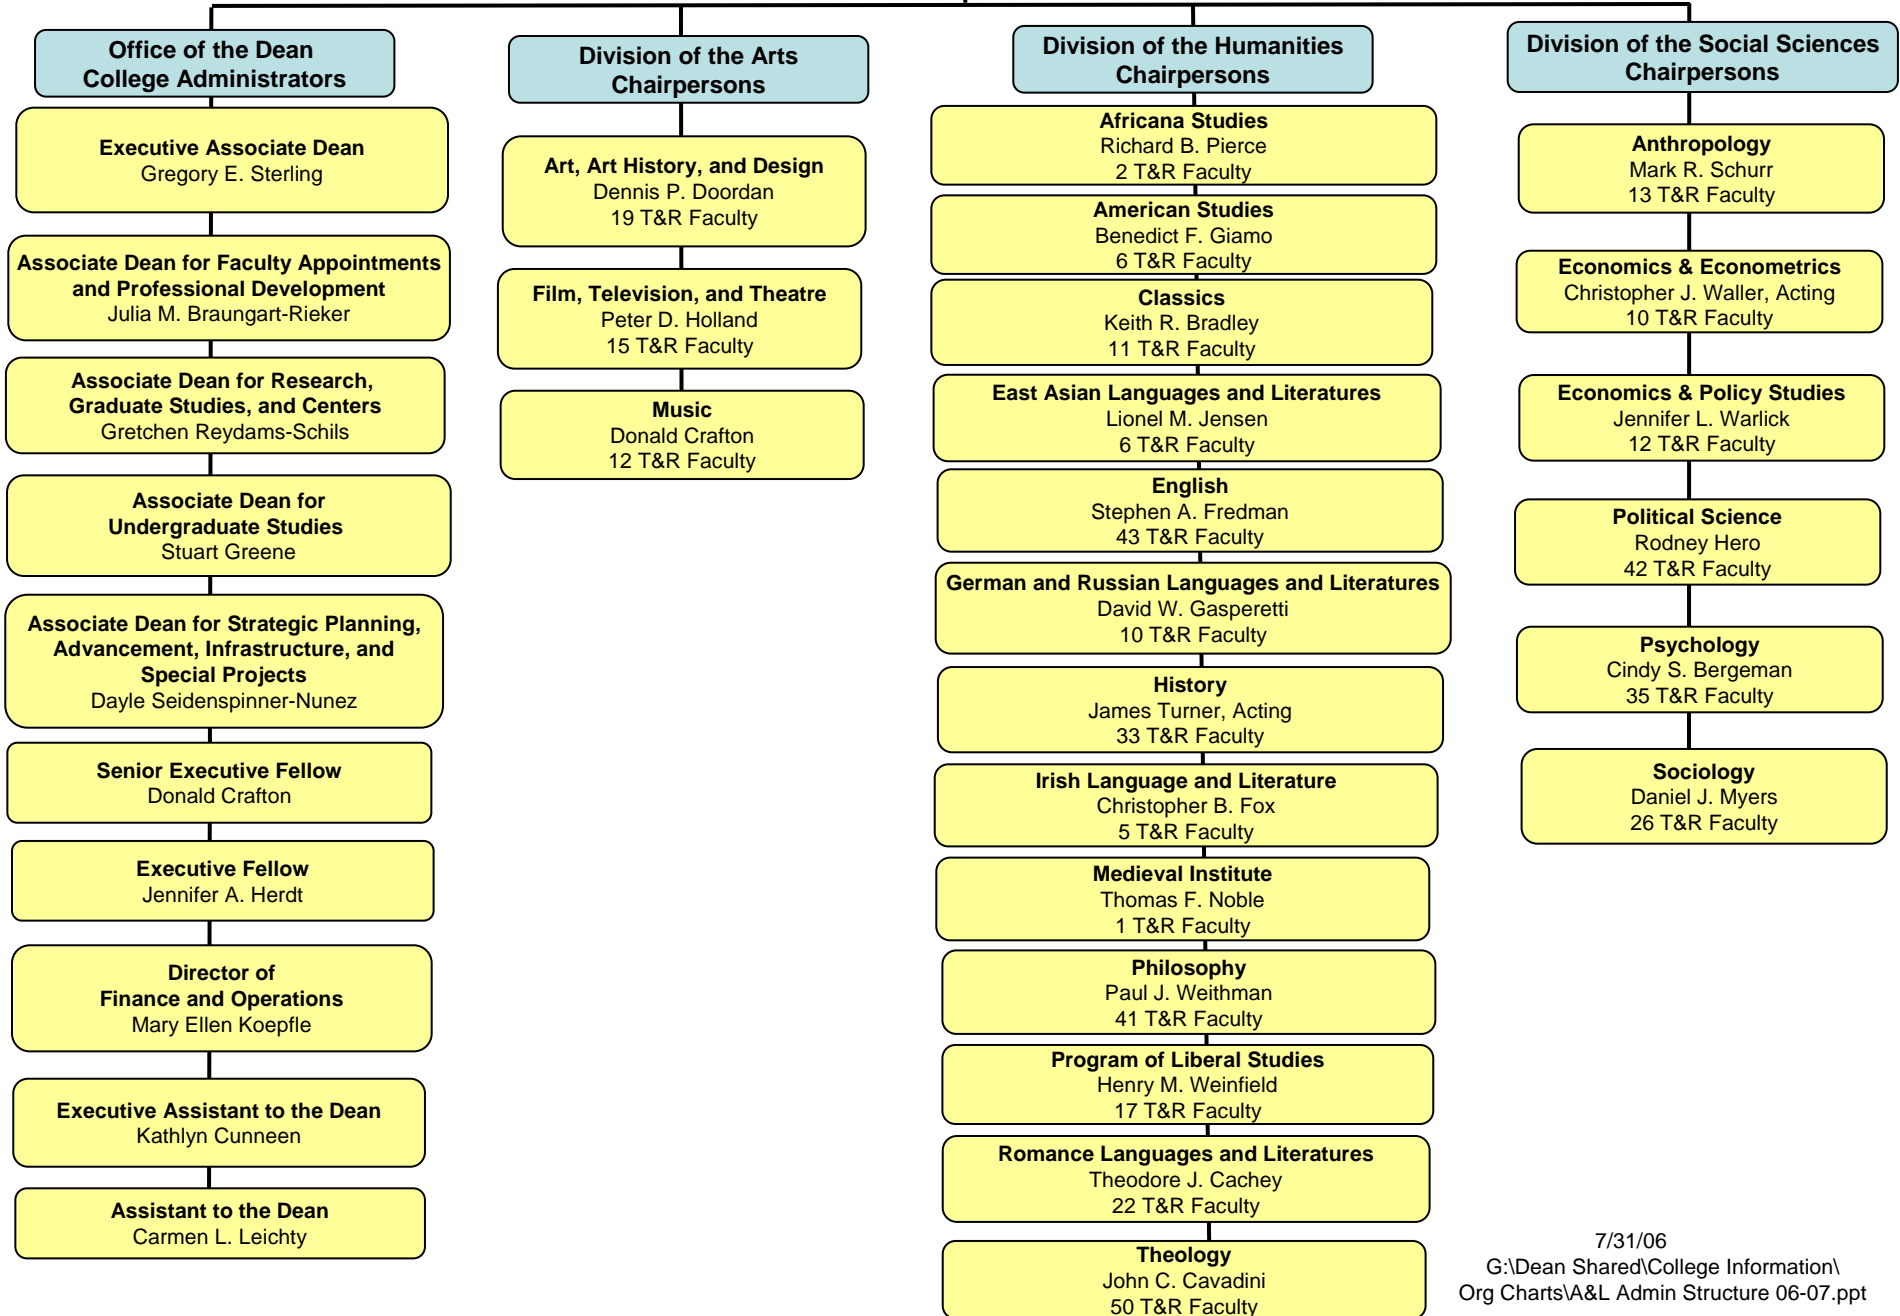 Office of the Dean
College Administrators
Executive Associate Dean
Gregory E. Sterling
Associate Dean for Faculty Appointments
and Professional Development
Julia M. Braungart-Rieker
Associate Dean for Research,
Graduate Studies, and Centers
Gretchen Reydams-Schils
Associate Dean for
Undergraduate Studies
Stuart Greene
Associate Dean for Strategic Planning,
Advancement, Infrastructure, and
Special Projects
Dayle Seidenspinner-Nunez
Senior Executive Fellow
Donald Crafton
Executive Fellow
Jennifer A. Herdt
Director of
Finance and Operations
Mary Ellen Koepfle
Executive Assistant to the Dean
Kathlyn Cunneen
Assistant to the Dean
Carmen L. Leichty
Division of the Arts
Chairpersons
Art, Art History, and Design
Dennis P. Doordan
19 T&R Faculty
Film, Television, and Theatre
Peter D. Holland
15 T&R Faculty
Music
Donald Crafton
12 T&R Faculty
Division of the Humanities
Chairpersons
Africana Studies
Richard B. Pierce
2 T&R Faculty
American Studies
Benedict F. Giamo
6 T&R Faculty
Classics
Keith R. Bradley
11 T&R Faculty
East Asian Languages and Literatures
Lionel M. Jensen
6 T&R Faculty
English
Stephen A. Fredman
43 T&R Faculty
German and Russian Languages and Literatures
David W. Gasperetti
10 T&R Faculty
History
James Turner, Acting
33 T&R Faculty
Irish Language and Literature
Christopher B. Fox
5 T&R Faculty
Medieval Institute
Thomas F. Noble
1 T&R Faculty
Philosophy
Paul J. Weithman
41 T&R Faculty
Program of Liberal Studies
Henry M. Weinfield
17 T&R Faculty
Romance Languages and Literatures
Theodore J. Cachey
22 T&R Faculty
Theology
John C. Cavadini
50 T&R Faculty
Division of the Social Sciences
Chairpersons
Anthropology
Mark R. Schurr
13 T&R Faculty
Economics & Econometrics
Christopher J. Waller, Acting
10 T&R Faculty
Economics & Policy Studies
Jennifer L. Warlick
12 T&R Faculty
Political Science
Rodney Hero
42 T&R Faculty
Psychology
Cindy S. Bergeman
35 T&R Faculty
Sociology
Daniel J. Myers
26 T&R Faculty
7/31/06
G:\Dean Shared\College Information\
Org Charts\A&L Admin Structure 06-07.ppt